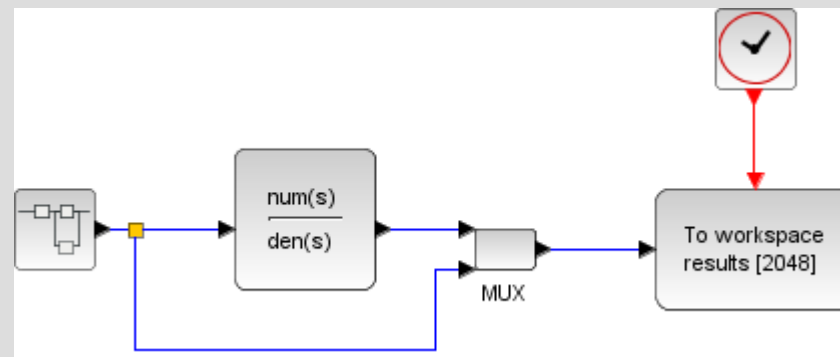 num(s)
den(s)
MUX
To workspace
results [2048]